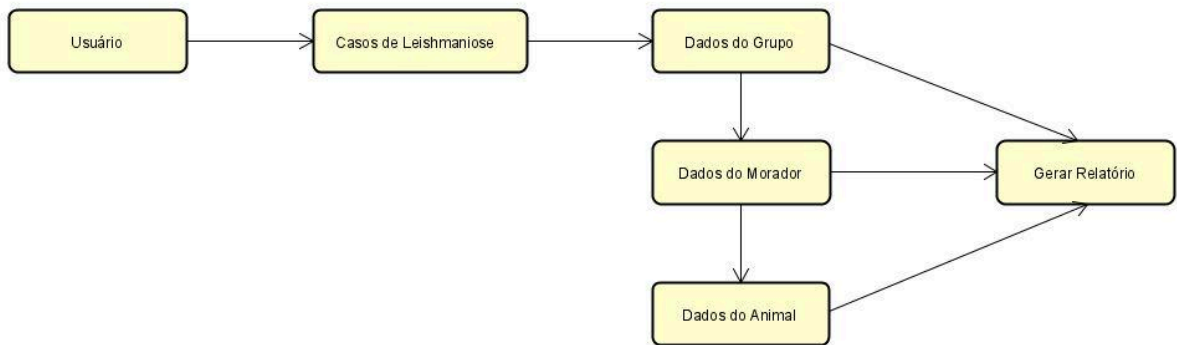 Usuário
Casos de Leishmaniose
Dados do Grupo
Dados do Morador
Gerar Relatório
Dados do Animal